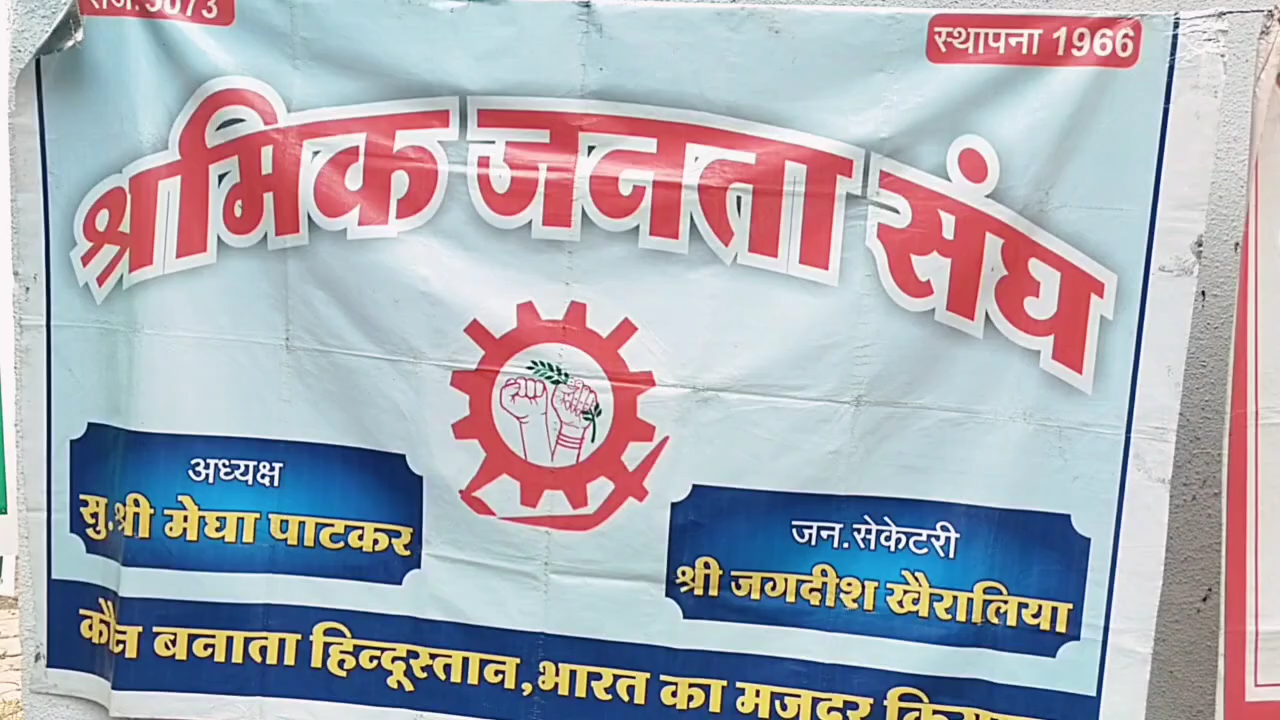 स्थापना 1966
श्रमिक जनता संघ
अध्यक्ष
सु.श्री मेघा पाटकर
जन.सेकेटरी
श्री जगदीश खैरालिया
कौन बनाता हिन्दूस्तान,भारत का मजदूर